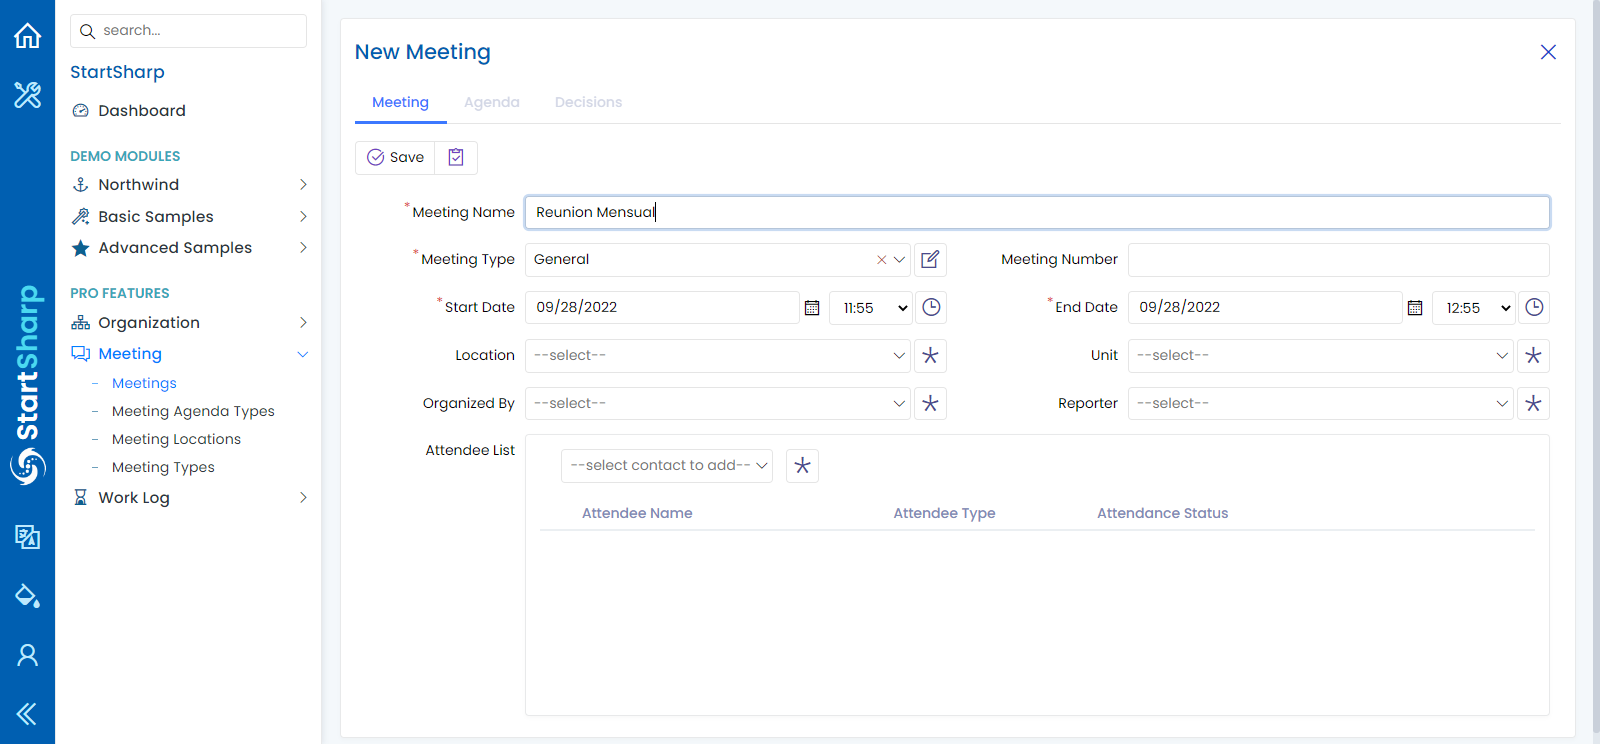 search...
StartSharp
Dashboard
DEMO MODULES
Northwind
Basic Samples
Advanced Samples
PRO FEATURES
Organization
Meeting
Meetings
Meeting Agenda Types
Meeting Locations
Meeting Types
Work Log
StartSharp
New Meeting
Meeting Agenda Decisions
Save
*Meeting Name Reunion Mensual
*Meeting Type General Meeting Number
*Start Date 09/28/2022 11:55 *End Date 09/28/2022 12:55
Location --select-- Unit --select--
Organized By --select-- Reporter --select--
Attendee List
--select contact to add--
Attendee Name Attendee Type Attendance Status